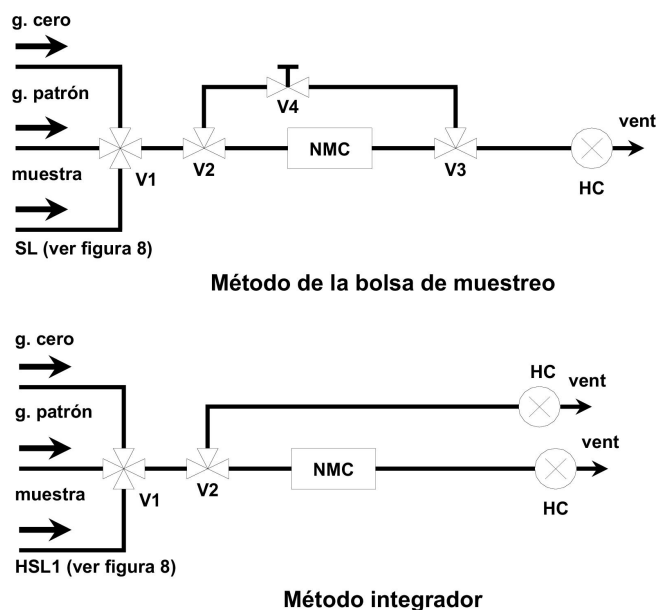 g. cero
g. patrón
V4
NMC
vent
muestra
V1
V2
V3
HC
SL (ver figura 8)
Método de la bolsa de muestreo
g. cero
HC
vent
g. patrón
vent
NMC
muestra
V1
V2
HC
HSL1 (ver figura 8)
Método integrador